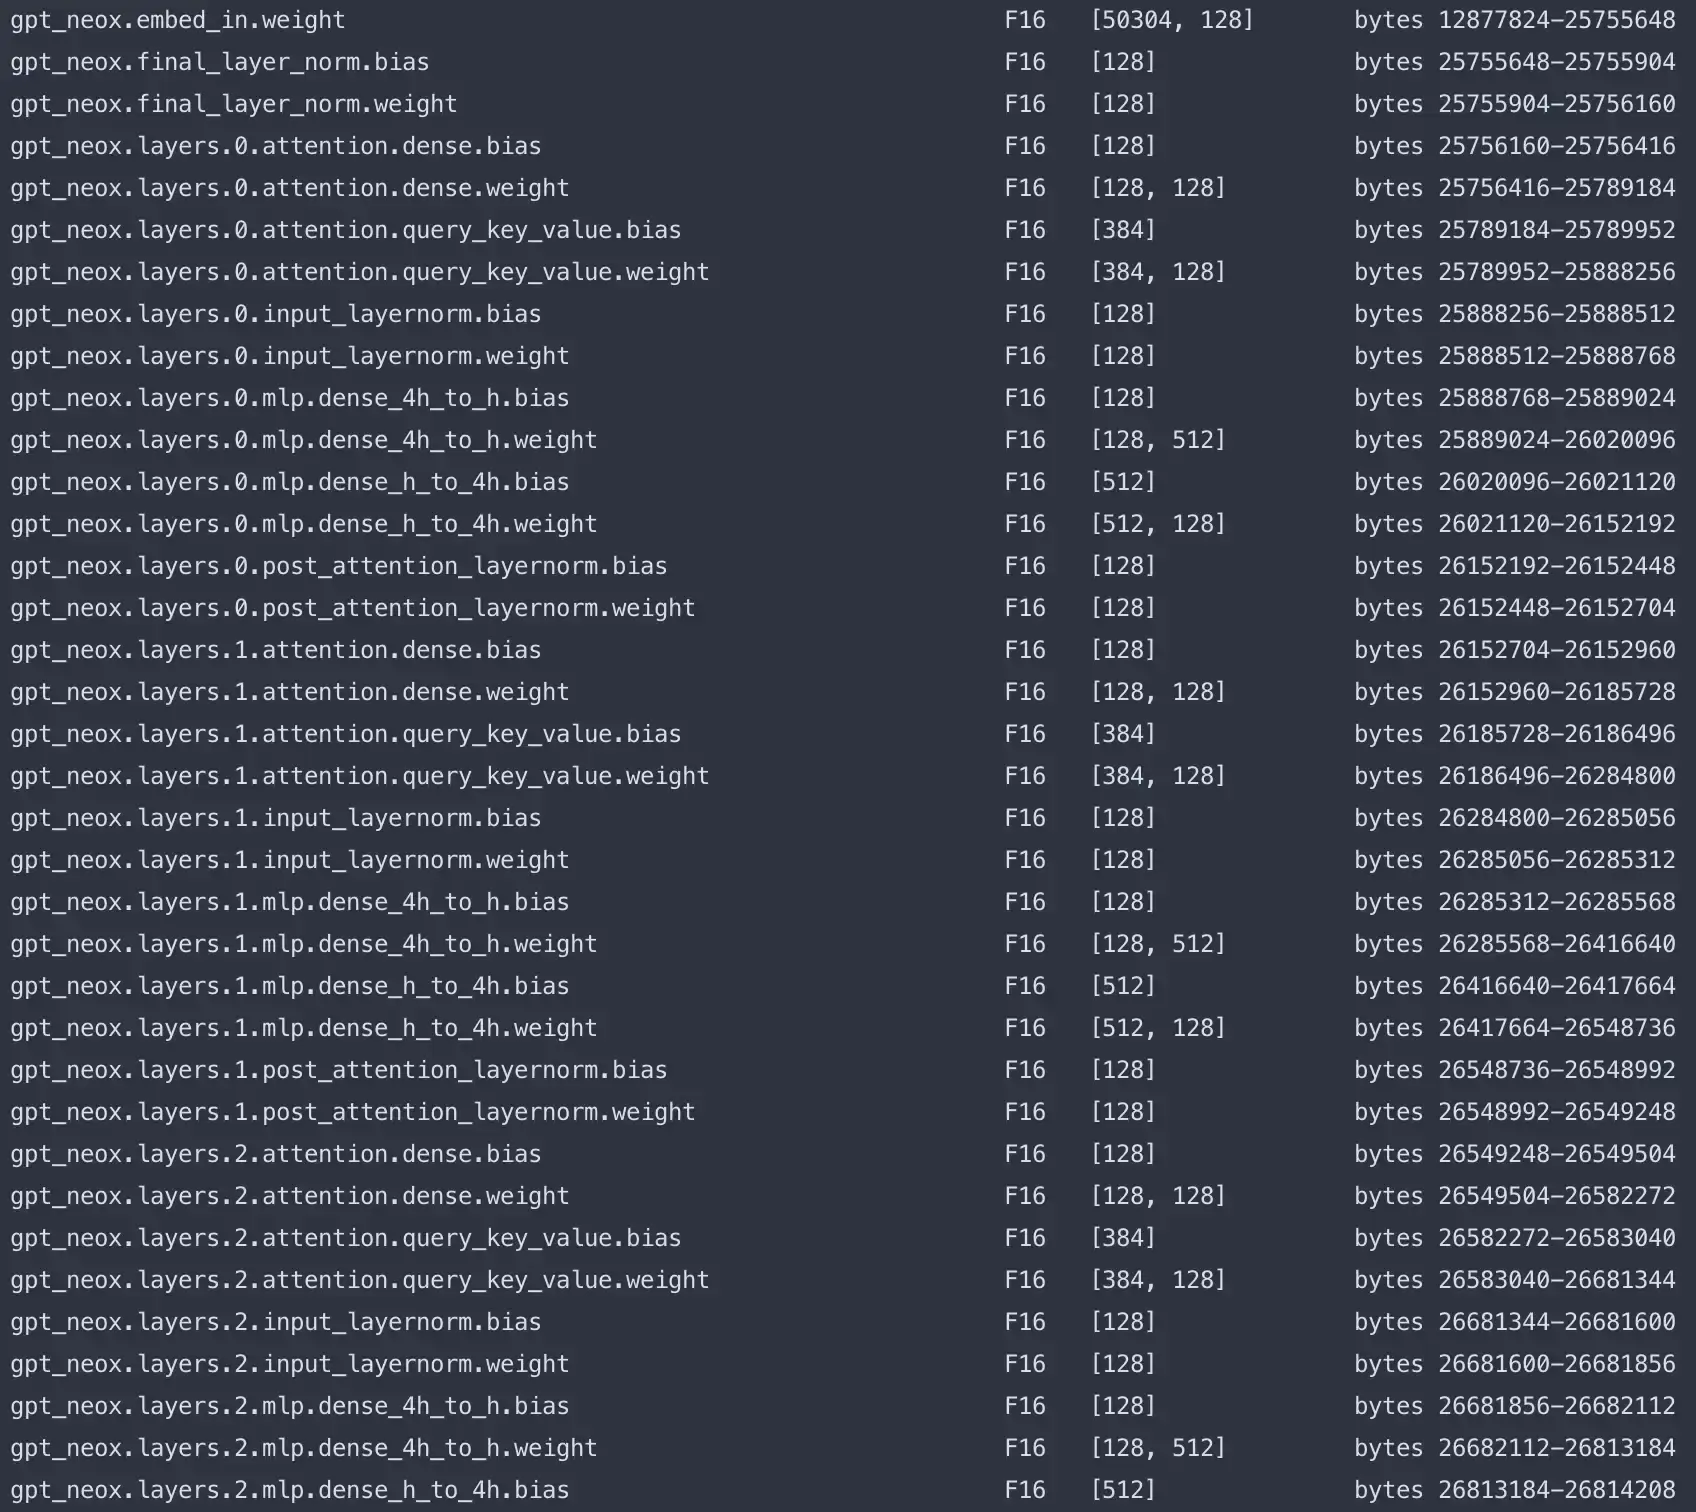 gpt_neox.embed_in.weight F16 [50304, 128] bytes 12877824–25755648
gpt_neox.final_layer_norm.bias F16 [128] bytes 25755648–25755904
gpt_neox.final_layer_norm.weight F16 [128] bytes 25755904–25756160
gpt_neox.layers.0.attention.dense.bias F16 [128] bytes 25756160–25756416
gpt_neox.layers.0.attention.dense.weight F16 [128, 128] bytes 25756416–25789184
gpt_neox.layers.0.attention.query_key_value.bias F16 [384] bytes 25789184–25789952
gpt_neox.layers.0.attention.query_key_value.weight F16 [384, 128] bytes 25789952–25888256
gpt_neox.layers.0.input_layernorm.bias F16 [128] bytes 25888256–25888512
gpt_neox.layers.0.input_layernorm.weight F16 [128] bytes 25888512–25888768
gpt_neox.layers.0.mlp.dense_4h_to_h.bias F16 [128] bytes 25888768–25889024
gpt_neox.layers.0.mlp.dense_4h_to_h.weight F16 [128, 512] bytes 25889024–26020096
gpt_neox.layers.0.mlp.dense_h_to_4h.bias F16 [512] bytes 26020096–26021120
gpt_neox.layers.0.mlp.dense_h_to_4h.weight F16 [512, 128] bytes 26021120–26152192
gpt_neox.layers.0.post_attention_layernorm.bias F16 [128] bytes 26152192–26152448
gpt_neox.layers.0.post_attention_layernorm.weight F16 [128] bytes 26152448–26152704
gpt_neox.layers.1.attention.dense.bias F16 [128] bytes 26152704–26152960
gpt_neox.layers.1.attention.dense.weight F16 [128, 128] bytes 26152960–26185728
gpt_neox.layers.1.attention.query_key_value.bias F16 [384] bytes 26185728–26186496
gpt_neox.layers.1.attention.query_key_value.weight F16 [384, 128] bytes 26186496–26284800
gpt_neox.layers.1.input_layernorm.bias F16 [128] bytes 26284800–26285056
gpt_neox.layers.1.input_layernorm.weight F16 [128] bytes 26285056–26285312
gpt_neox.layers.1.mlp.dense_4h_to_h.bias F16 [128] bytes 26285312–26285568
gpt_neox.layers.1.mlp.dense_4h_to_h.weight F16 [128, 512] bytes 26285568–26416640
gpt_neox.layers.1.mlp.dense_h_to_4h.bias F16 [512] bytes 26416640–26417664
gpt_neox.layers.1.mlp.dense_h_to_4h.weight F16 [512, 128] bytes 26417664–26548736
gpt_neox.layers.1.post_attention_layernorm.bias F16 [128] bytes 26548736–26548992
gpt_neox.layers.1.post_attention_layernorm.weight F16 [128] bytes 26548992–26549248
gpt_neox.layers.2.attention.dense.bias F16 [128] bytes 26549248–26549504
gpt_neox.layers.2.attention.dense.weight F16 [128, 128] bytes 26549504–26582272
gpt_neox.layers.2.attention.query_key_value.bias F16 [384] bytes 26582272–26583040
gpt_neox.layers.2.attention.query_key_value.weight F16 [384, 128] bytes 26583040–26681344
gpt_neox.layers.2.input_layernorm.bias F16 [128] bytes 26681344–26681600
gpt_neox.layers.2.input_layernorm.weight F16 [128] bytes 26681600–26681856
gpt_neox.layers.2.mlp.dense_4h_to_h.bias F16 [128] bytes 26681856–26682112
gpt_neox.layers.2.mlp.dense_4h_to_h.weight F16 [128, 512] bytes 26682112–26813184
gpt_neox.layers.2.mlp.dense_h_to_4h.bias F16 [512] bytes 26813184–26814208